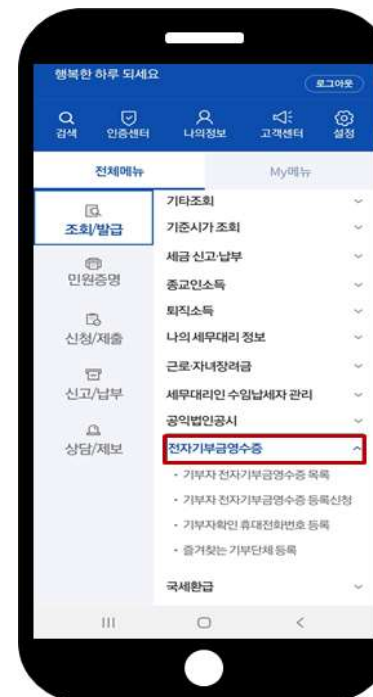 행복한 하루 되세요
로그아웃
검색 인증센터 나의정보 고객센터 설정
전체메뉴 My메뉴
조회/발급
민원증명
신청/제출
신고/납부
상담/제보
기타조회
기준시가 조회
세금 신고·납부
종교인소득
퇴직소득
나의 세무대리 정보
근로·자녀장려금
세무대리인 수임납세자 관리
공익법인공시
전자기부금영수증
· 기부자 전자기부금영수증 목록
· 기부자 전자기부금영수증 등록신청
· 기부자확인 휴대전화번호 등록
· 즐겨찾는 기부단체 등록
국세환급